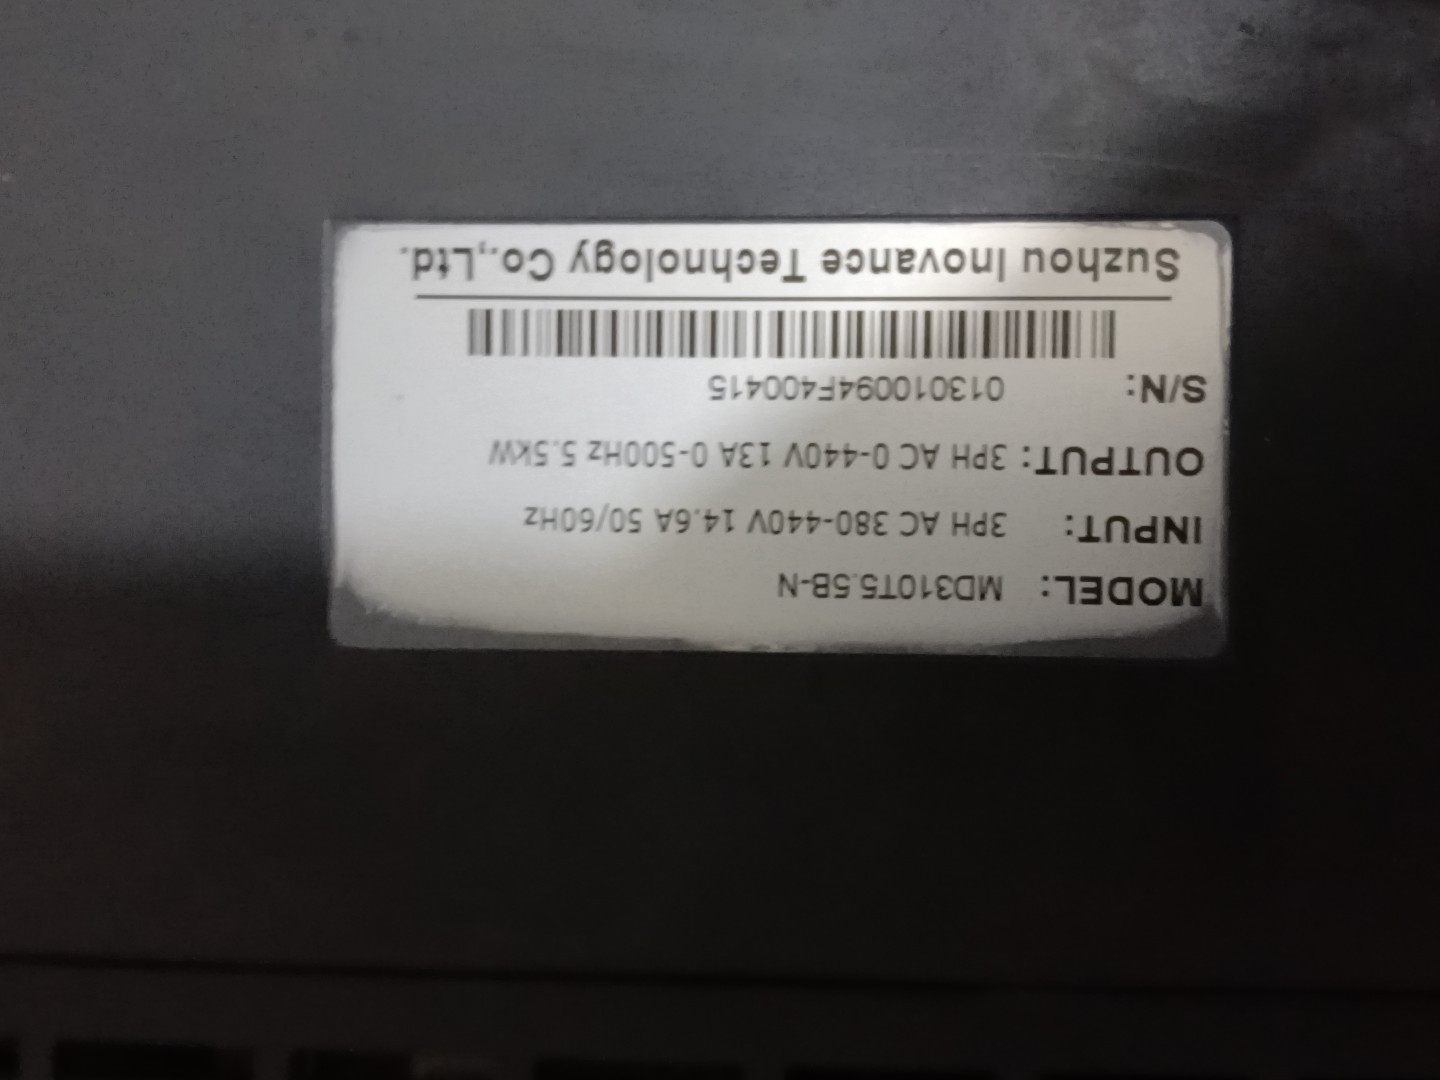 MODEL: MD310T5.5B-N
INPUT: 3PH AC 380-440V 14.6A 50/60Hz
OUTPUT: 3PH AC 0-440V 13A 0-500Hz 5.5kW
S/N: 013010094F400415
Suzhou Inovance Technology Co.,Ltd.